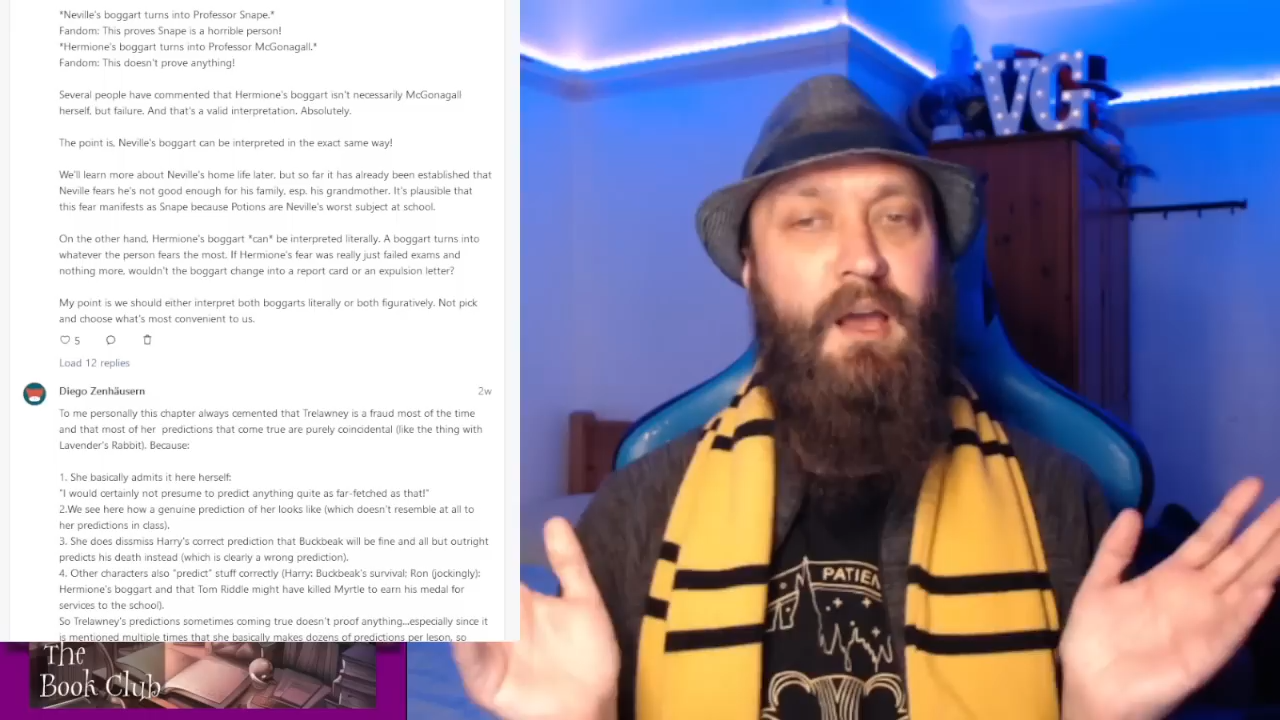 *Neville's boggart turns into Professor Snape.*
Fandom: This proves Snape is a horrible person!
*Hermione's boggart turns into Professor McGonagall.*
Fandom: This doesn't prove anything!
Several people have commented that Hermione's boggart isn't necessarily McGonagall
herself, but failure. And that's a valid interpretation. Absolutely.
The point is, Neville's boggart can be interpreted in the exact same way!
We'll learn more about Neville's home life later, but so far it has already been established that
Neville fears he's not good enough for his family, esp. his grandmother. It's plausible that
this fear manifests as Snape because Potions are Neville's worst subject at school.
On the other hand, Hermione's boggart *can* be interpreted literally. A boggart turns into
whatever the person fears the most. If Hermione's fear was really just failed exams and
nothing more, wouldn't the boggart change into a report card or an expulsion letter?
My point is we should either interpret both boggarts literally or both figuratively. Not pick
and choose what's most convenient to us.
5
Load 12 replies
Diego Zenhäusern 2w
To me personally this chapter always cemented that Trelawney is a fraud most of the time
and that most of her predictions that come true are purely coincidental (like the thing with
Lavender's Rabbit). Because:
1. She basically admits it here herself:
"I would certainly not presume to predict anything quite as far-fetched as that!"
2.We see here how a genuine prediction of her looks like (which doesn't resemble at all to
her predictions in class).
3. She does dissmiss Harry's correct prediction that Buckbeak will be fine and all but outright
predicts his death instead (which is clearly a wrong prediction).
4. Other characters also "predict" stuff correctly (Harry: Buckbeak's survival; Ron (jockingly):
Hermione's boggart and that Tom Riddle might have killed Myrtle to earn his medal for
services to the school).
So Trelawney's predictions sometimes coming true doesn't proof anything...especially since it
is mentioned multiple times that she basically makes dozens of predictions per leson, so
The
Book Club
VG
PATIEN